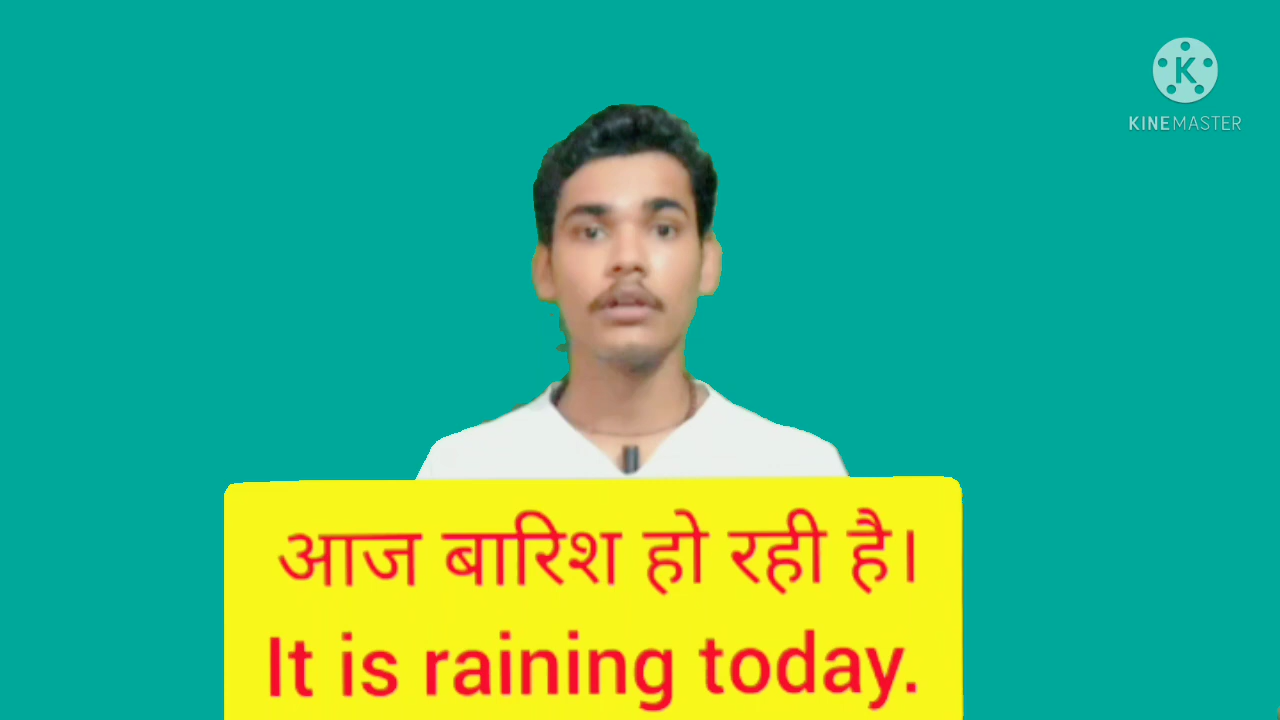 KINEMASTER
आज बारिश हो रही है।
It is raining today.